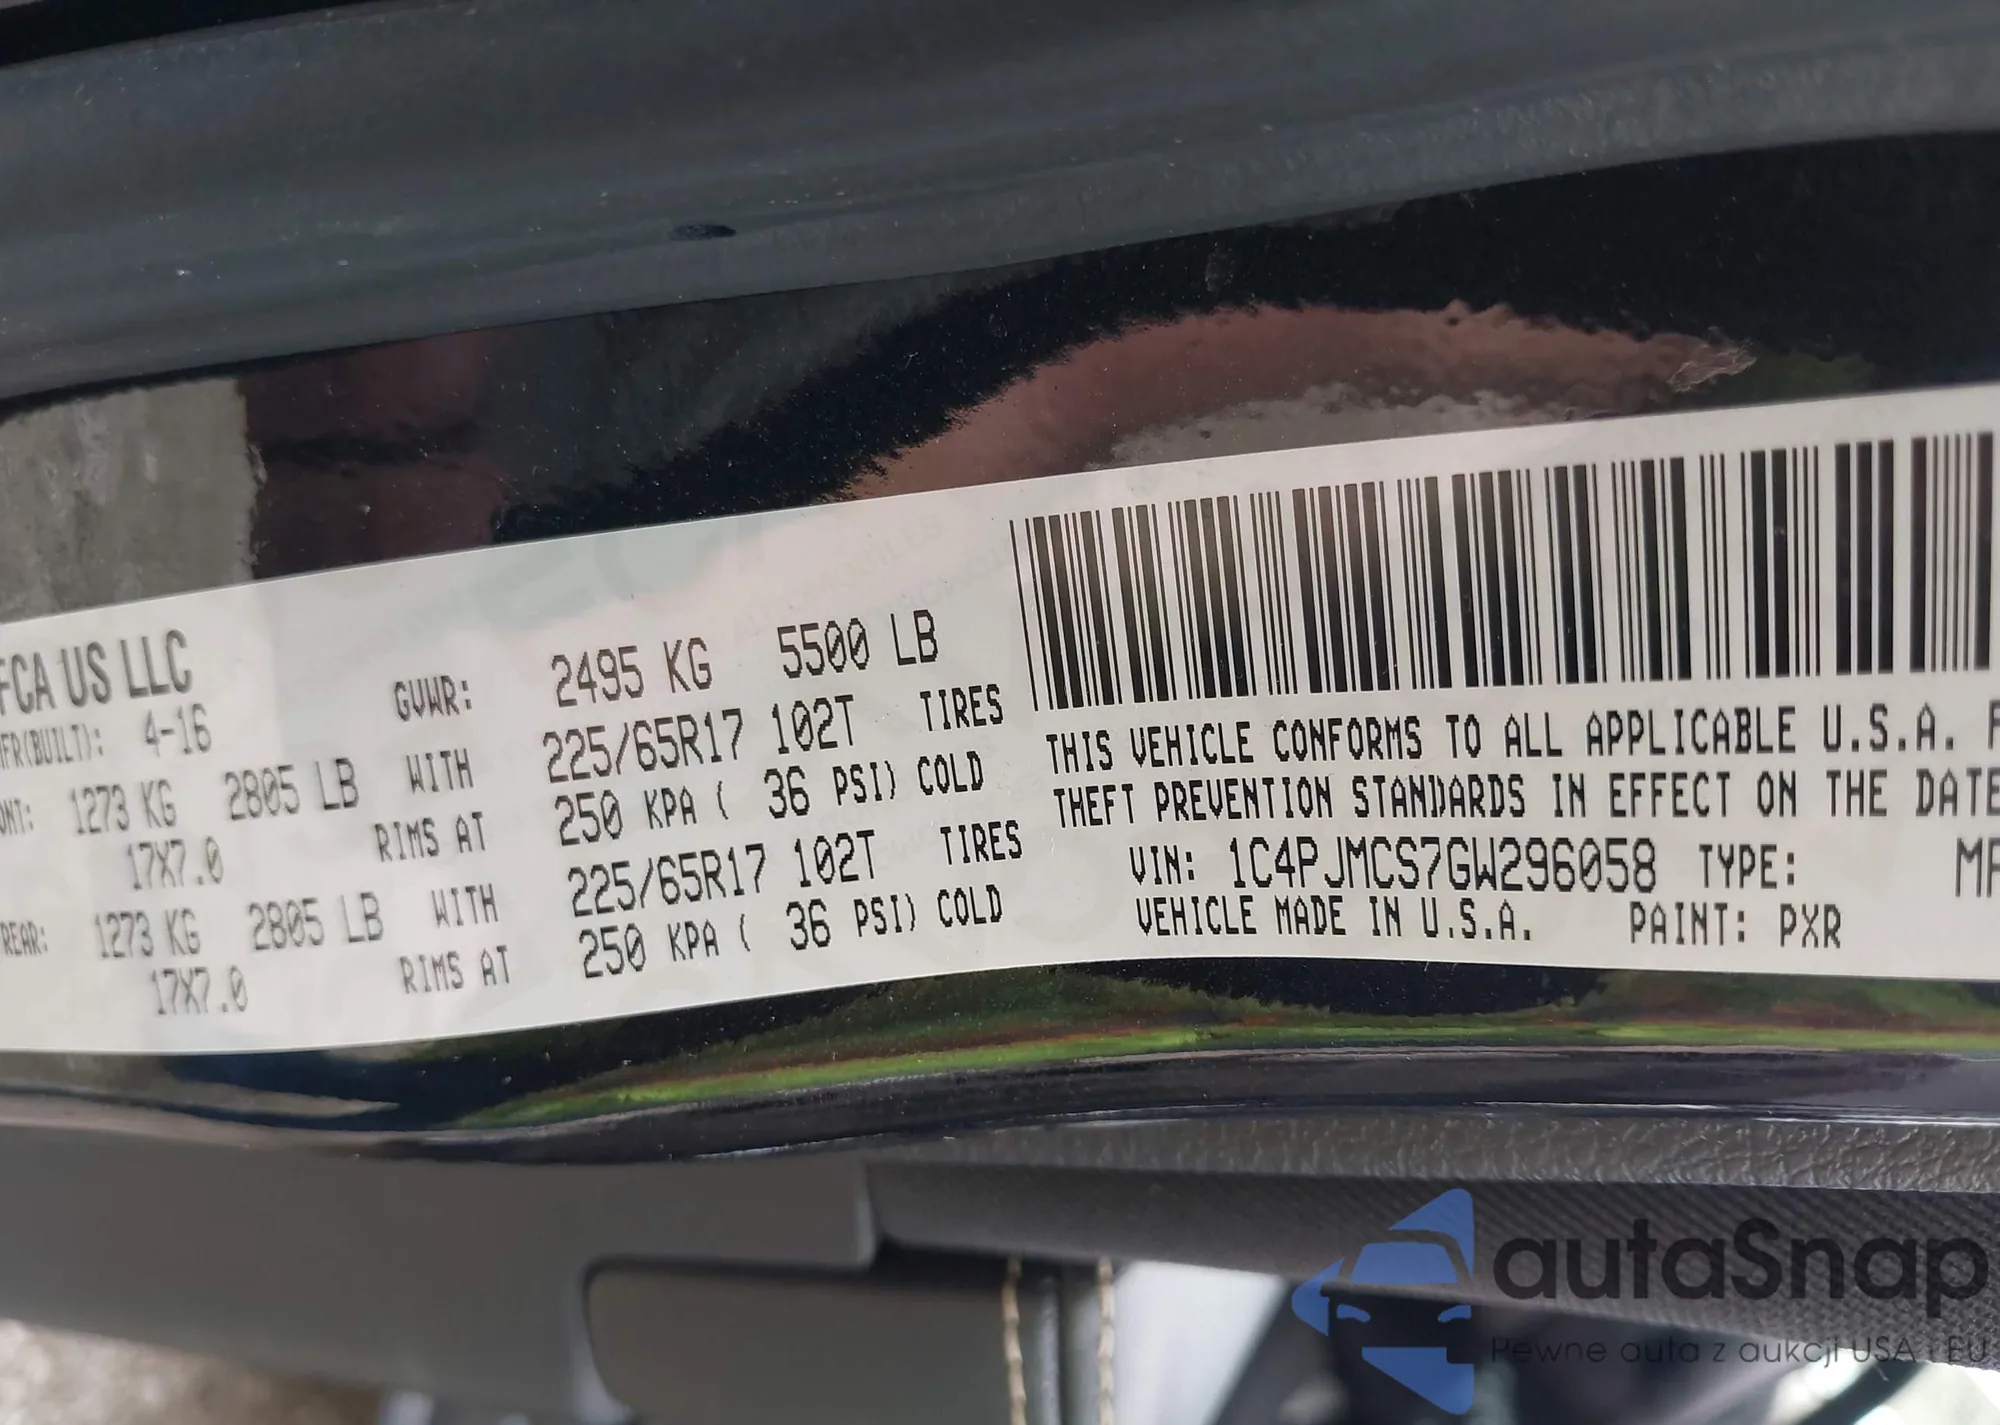 FCA US LLC
GVWR: 2495 KG 5500 LB
MFR(BUILT): 4-16
225/65R17 102T TIRES
ONT: 1273 KG 2805 LB WITH
17X7.0 RIMS AT 250 KPA ( 36 PSI) COLD
REAR: 1273 KG 2805 LB WITH 225/65R17 102T TIRES
17X7.0 RIMS AT 250 KPA ( 36 PSI) COLD
THIS VEHICLE CONFORMS TO ALL APPLICABLE U.S.A. F
THEFT PREVENTION STANDARDS IN EFFECT ON THE DATE
VIN: 1C4PJMCS7GW296058 TYPE: MP
VEHICLE MADE IN U.S.A. PAINT: PXR
autaSnap
Pewne auta z aukcji USA i EU